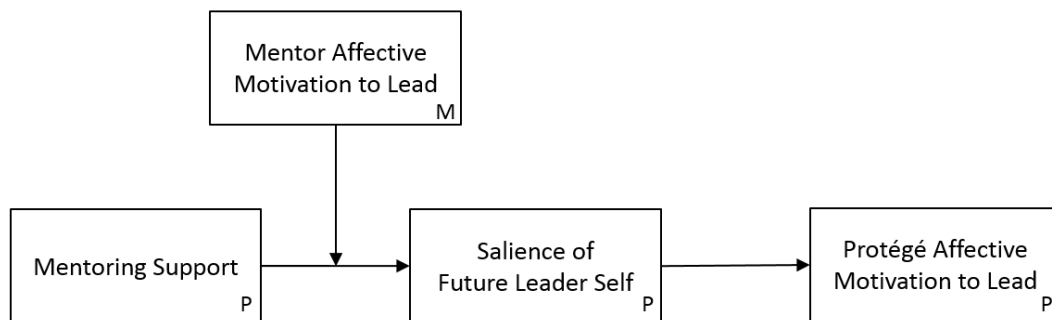 Mentor Affective
Motivation to Lead
M
Mentoring Support
P
Salience of
Future Leader Self
P
Protégé Affective
Motivation to Lead
P